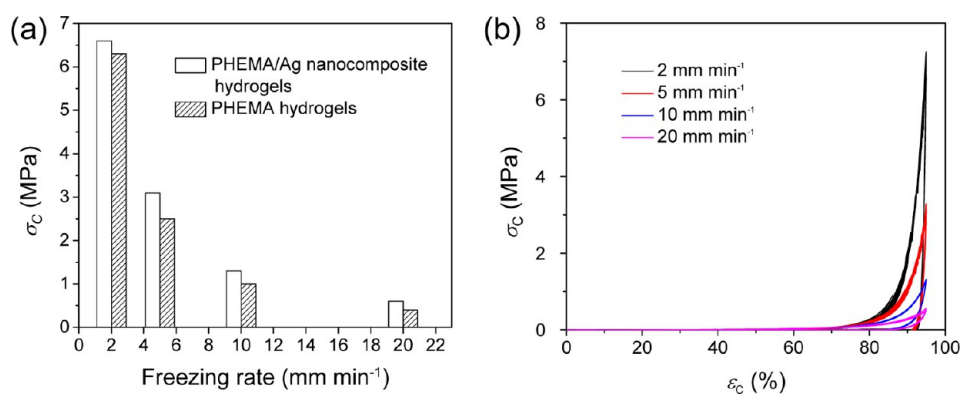 (a)
7
6
5
4
3
2
1
0
σC (MPa)
PHEMA/Ag nanocomposite
hydrogels
PHEMA hydrogels
0 2 4 6 8 10 12 14 16 18 20 22
Freezing rate (mm min⁻¹)
(b)
8
6
4
2
0
σC (MPa)
2 mm min⁻¹
5 mm min⁻¹
10 mm min⁻¹
20 mm min⁻¹
0 20 40 60 80 100
εC (%)